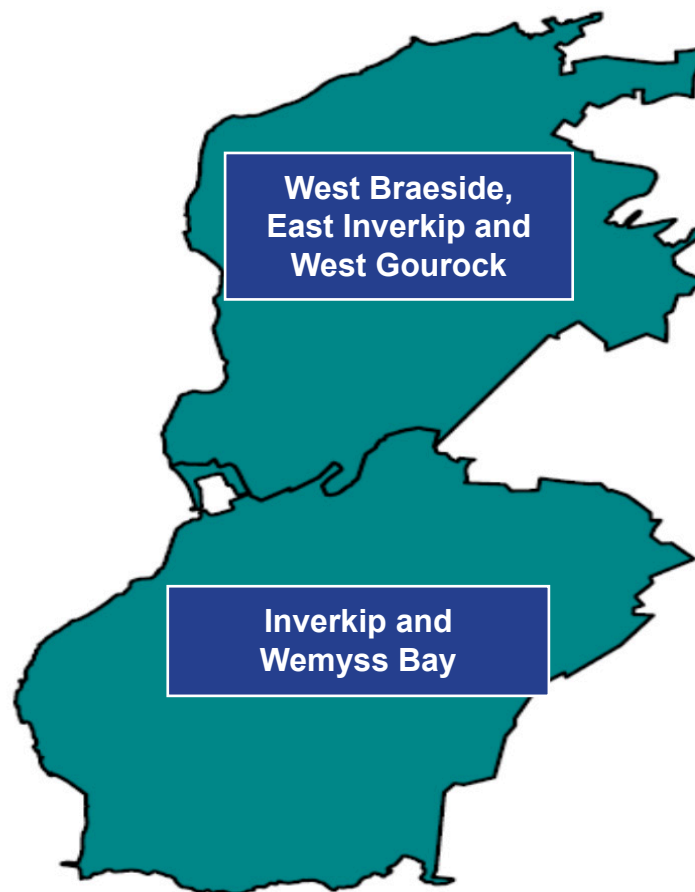 West Braeside,
East Inverkip and
West Gourock
Inverkip and
Wemyss Bay